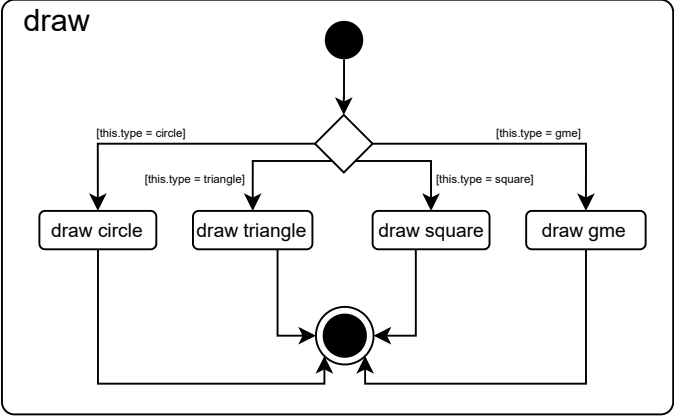 draw
[this.type = circle]
[this.type = gme]
[this.type = triangle]
[this.type = square]
draw circle
draw triangle
draw square
draw gme